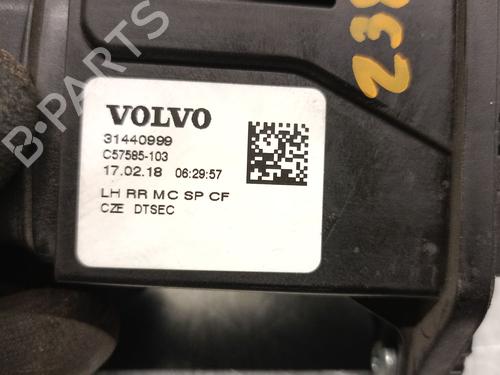 VOLVO
31440999
C57585-103
17.02.18 06:29:57
LH RR MC SP CF
CZE DTSEC
B-PARTS